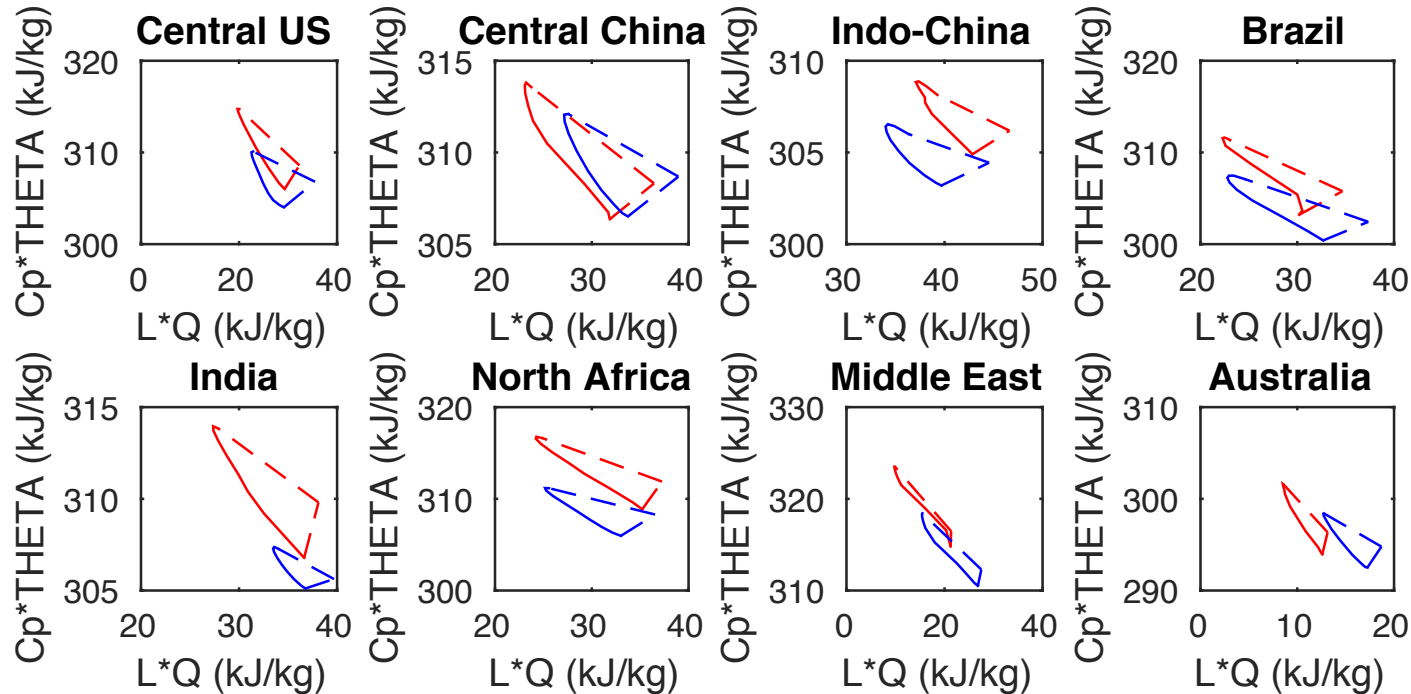 Central US
Cp*THETA (kJ/kg)
320
300
0 20 40
L*Q (kJ/kg)
Central China
Cp*THETA (kJ/kg)
315
310
305
20 30 40
L*Q (kJ/kg)
Indo-China
Cp*THETA (kJ/kg)
310
305
300
30 40 50
L*Q (kJ/kg)
Brazil
Cp*THETA (kJ/kg)
320
310
300
20 30 40
L*Q (kJ/kg)
India
Cp*THETA (kJ/kg)
315
310
305
20 30 40
L*Q (kJ/kg)
North Africa
Cp*THETA (kJ/kg)
320
310
300
20 30 40
L*Q (kJ/kg)
Middle East
Cp*THETA (kJ/kg)
330
320
310
0 20 40
L*Q (kJ/kg)
Australia
Cp*THETA (kJ/kg)
310
300
290
0 10 20
L*Q (kJ/kg)